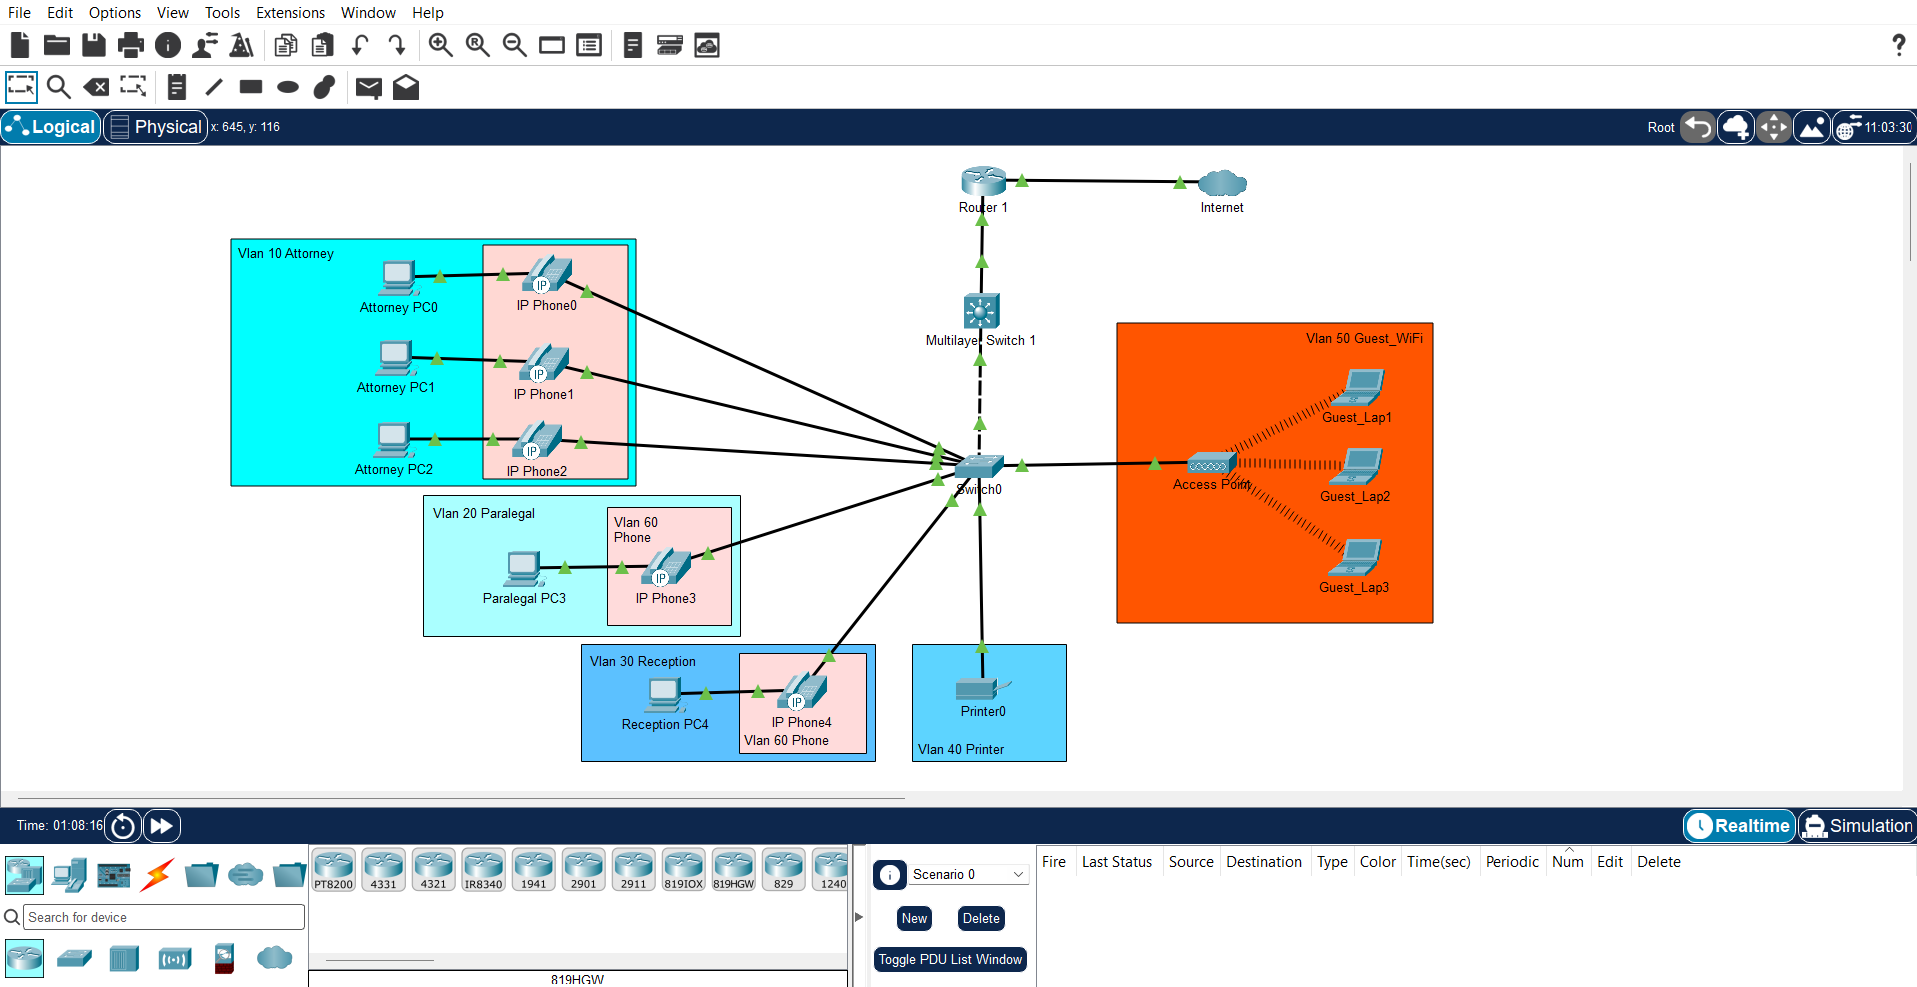 File Edit Options View Tools Extensions Window Help
?
Logical Physical x: 645, y: 116 Root 11:03:30
Router 1
Internet
Vlan 10 Attorney
Attorney PC0
IP
IP Phone0
Multilayer Switch 1
Vlan 50 Guest_WiFi
Attorney PC1
IP
IP Phone1
Guest_Lap1
Attorney PC2
IP
IP Phone2
Switch0
Access Point
Guest_Lap2
Vlan 20 Paralegal
Vlan 60
Phone
Paralegal PC3
IP
IP Phone3
Guest_Lap3
Vlan 30 Reception
Reception PC4
IP
IP Phone4
Vlan 60 Phone
Printer0
Vlan 40 Printer
Time: 01:08:16 Realtime Simulation
PT8200 4331 4321 IR8340 1941 2901 2911 819IOX 819HGW 829 1240
Search for device
819HGW
Scenario 0
New Delete
Toggle PDU List Window
Fire Last Status Source Destination Type Color Time(sec) Periodic Num Edit Delete